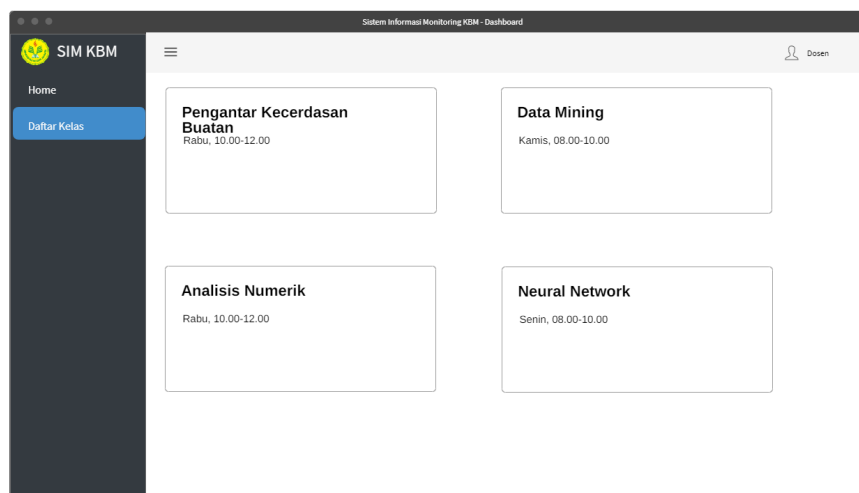 Sistem Informasi Monitoring KBM - Dashboard
SIM KBM
Dosen
Home
Daftar Kelas
Pengantar Kecerdasan
Buatan
Rabu, 10.00-12.00
Data Mining
Kamis, 08.00-10.00
Analisis Numerik
Rabu, 10.00-12.00
Neural Network
Senin, 08.00-10.00